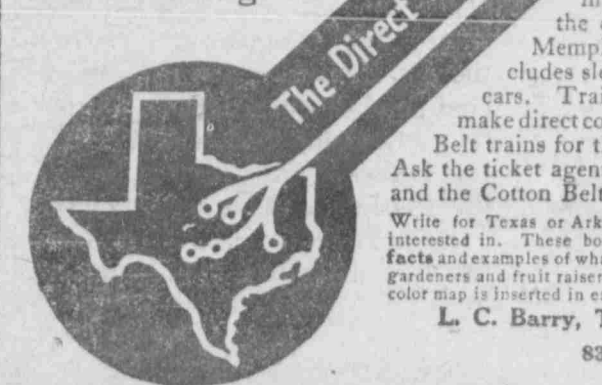 The Direct
the
Memp
cludes sl
cars. Trai
make direct co
Belt trains for t
Ask the ticket agen
and the Cotton Belt
Write for Texas or Ark
interested in. These bo
facts and examples of wha
gardeners and fruit raiser
color map is inserted in e
L. C. Barry, T
83